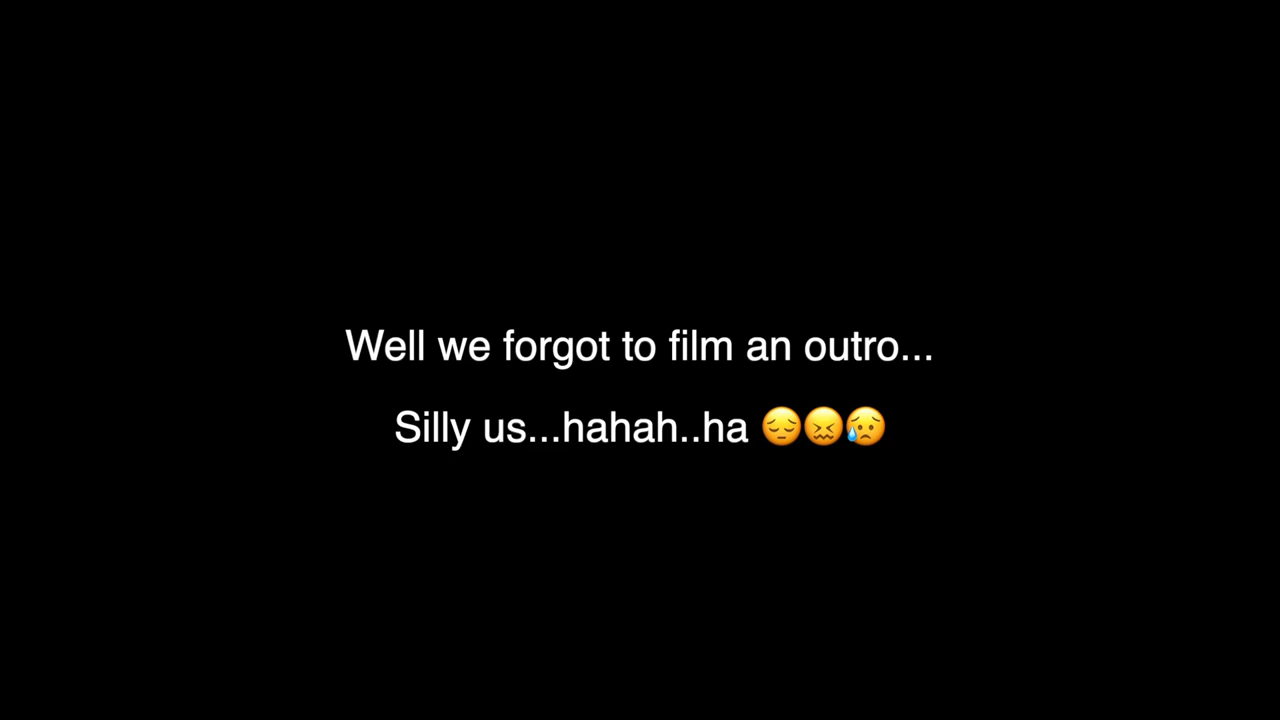 Well we forgot to film an outro...
Silly us...hahah..ha 😔😖😥